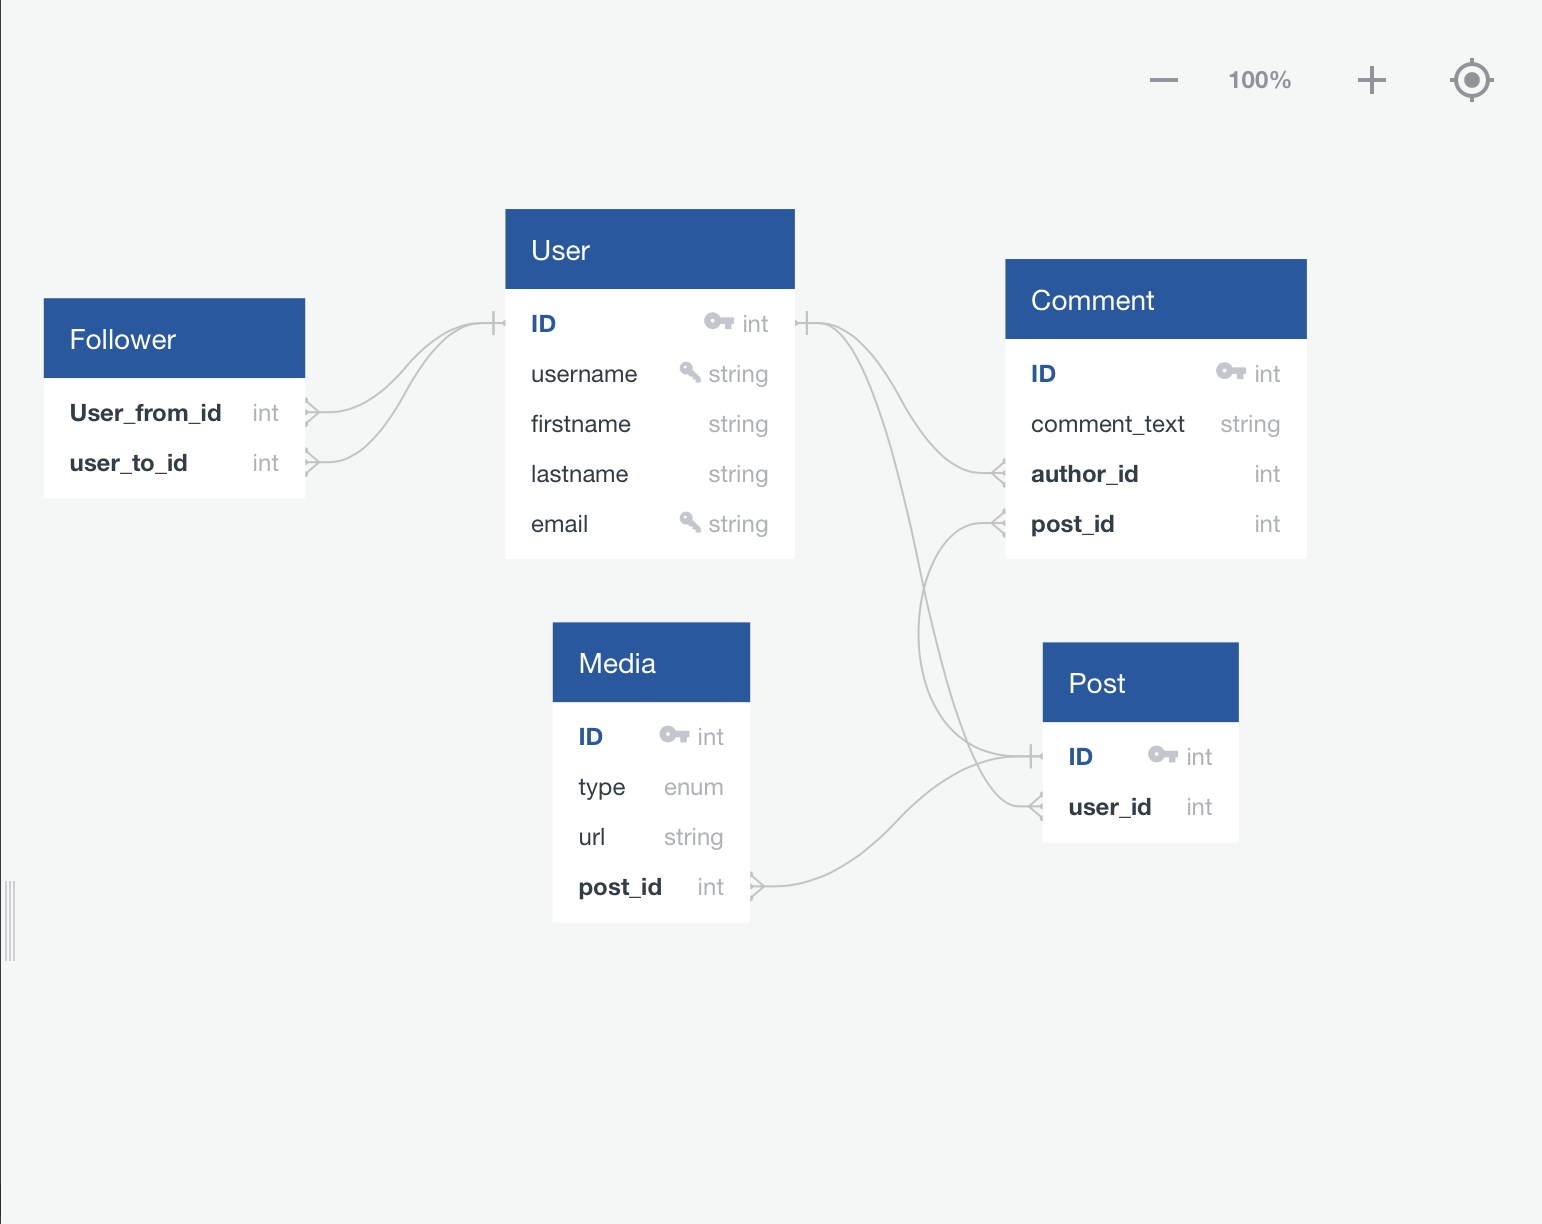 100%
User
ID int
username string
firstname string
lastname string
email string
Follower
User_from_id int
user_to_id int
Comment
ID int
comment_text string
author_id int
post_id int
Media
ID int
type enum
url string
post_id int
Post
ID int
user_id int